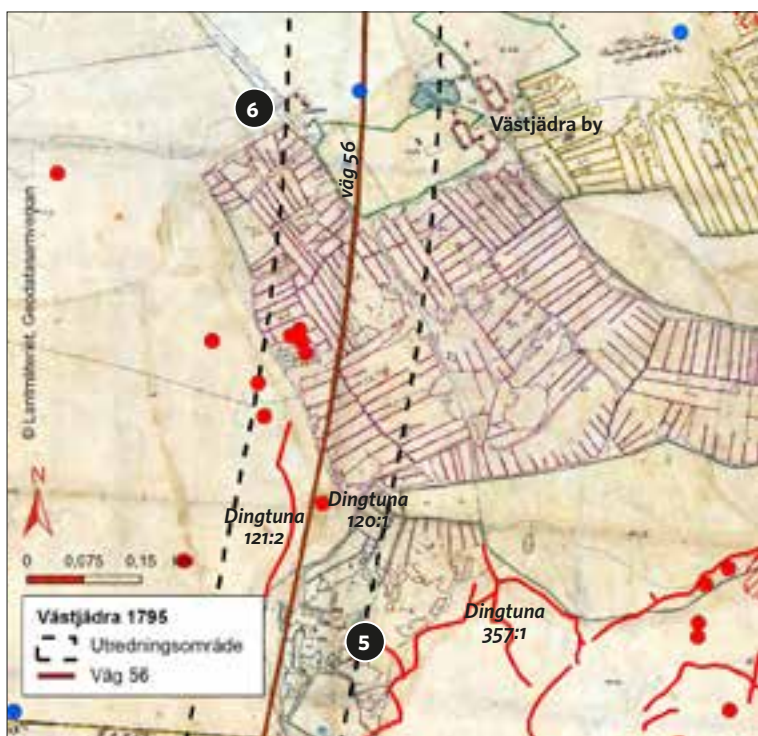 6
väg 56
Västjädra by
© Lantmäteriet. Geodatasamverkan
N
Dingtuna
121:2
Dingtuna
120:1
0 0,075 0,15
Dingtuna
357:1
5
Västjädra 1795
Utredningsområde
Väg 56